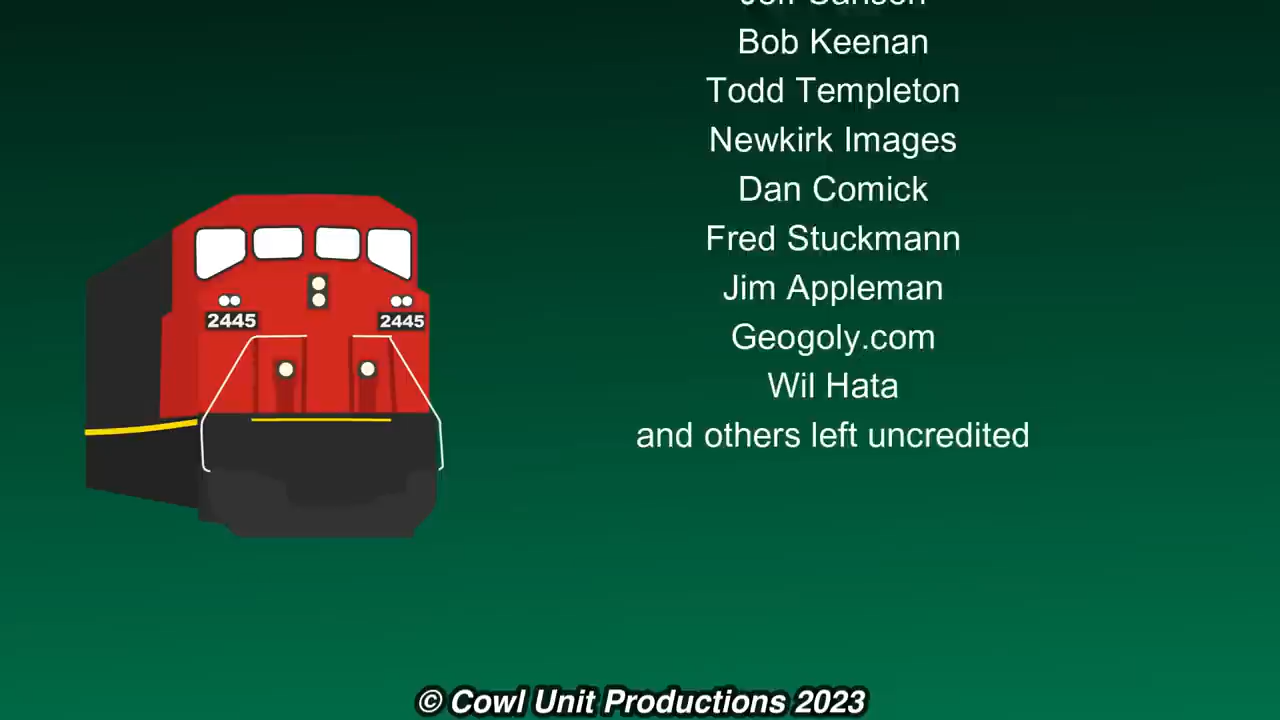 Bob Keenan
Todd Templeton
Newkirk Images
Dan Comick
Fred Stuckmann
Jim Appleman
Geogoly.com
Wil Hata
and others left uncredited
2445
2445
© Cowl Unit Productions 2023